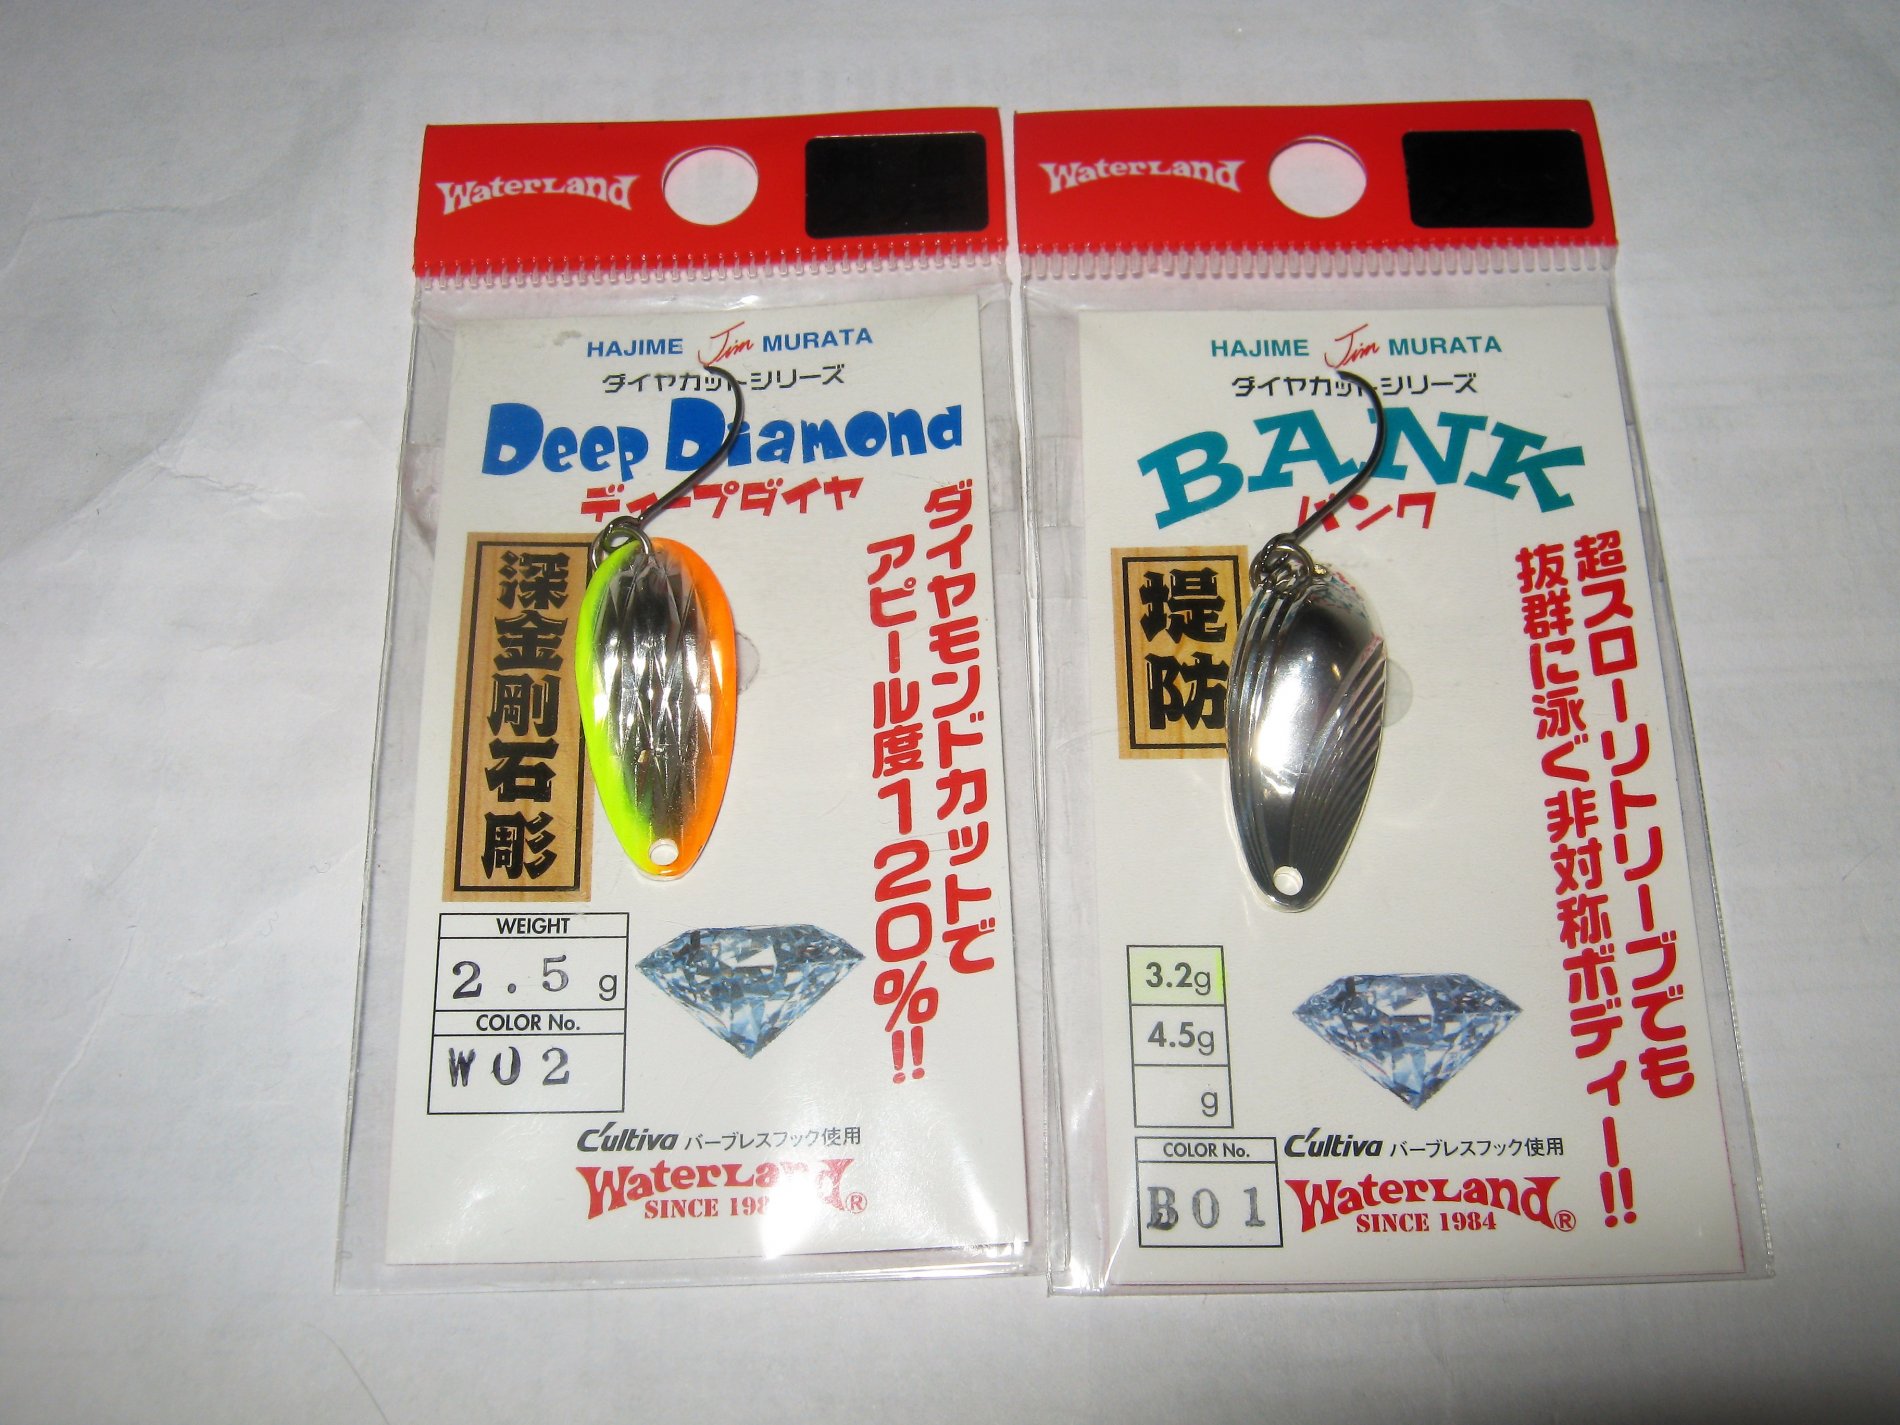 WaterLand
HAJIME Jim MURATA
ダイヤカットシリーズ
Deep Diamond
ディープダイヤ
ダイヤモンドカットで
アピール度120%!!
深金剛石彫
WEIGHT
2.5g
COLOR No.
W02
C'ultiva バーブレスフック使用
WaterLand®
SINCE 198
WaterLand
HAJIME Jim MURATA
ダイヤカットシリーズ
BANK
バンク
超スローリトリーブでも
抜群に泳ぐ非対称ボディー!!
堤防
3.2g
4.5g
g
COLOR No.
B01
C'ultiva バーブレスフック使用
WaterLand®
SINCE 1984